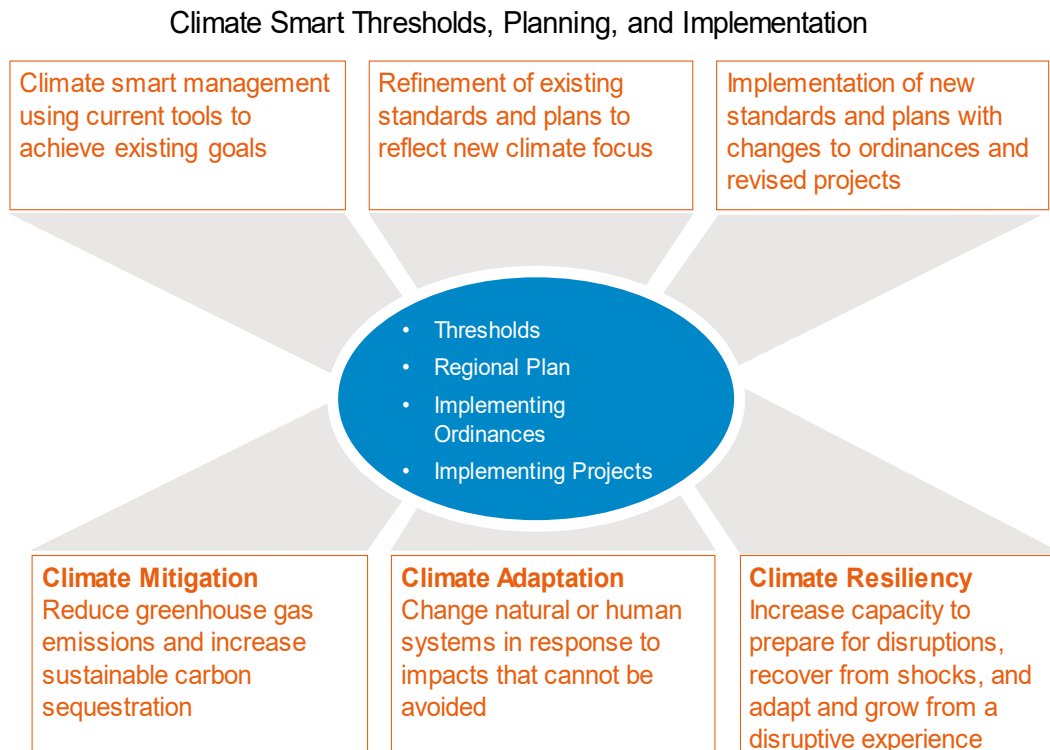 Climate Smart Thresholds, Planning, and Implementation
Climate smart management
using current tools to
achieve existing goals
Refinement of existing
standards and plans to
reflect new climate focus
Implementation of new
standards and plans with
changes to ordinances and
revised projects
• Thresholds
• Regional Plan
• Implementing
Ordinances
• Implementing Projects
Climate Mitigation
Reduce greenhouse gas
emissions and increase
sustainable carbon
sequestration
Climate Adaptation
Change natural or human
systems in response to
impacts that cannot be
avoided
Climate Resiliency
Increase capacity to
prepare for disruptions,
recover from shocks, and
adapt and grow from a
disruptive experience